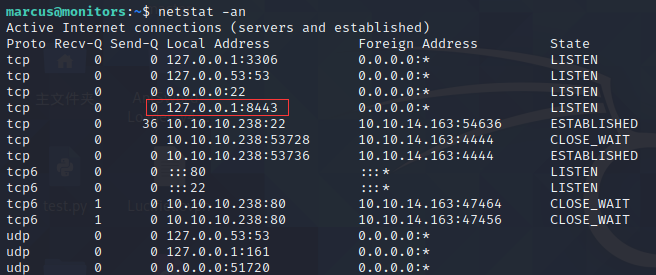 marcus@monitors:~$ netstat -an
Active Internet connections (servers and established)
Proto Recv-Q Send-Q Local Address           Foreign Address         State
tcp        0      0 127.0.0.1:3306          0.0.0.0:*               LISTEN
tcp        0      0 127.0.0.53:53           0.0.0.0:*               LISTEN
tcp        0      0 0.0.0.0:22              0.0.0.0:*               LISTEN
tcp        0      0 127.0.0.1:8443          0.0.0.0:*               LISTEN
tcp        0     36 10.10.10.238:22         10.10.14.163:54636      ESTABLISHED
tcp        0      0 10.10.10.238:53728      10.10.14.163:4444       CLOSE_WAIT
tcp        0      0 10.10.10.238:53736      10.10.14.163:4444       ESTABLISHED
tcp6       0      0 :::80                   :::*                    LISTEN
tcp6       0      0 :::22                   :::*                    LISTEN
tcp6       1      0 10.10.10.238:80         10.10.14.163:47464      CLOSE_WAIT
tcp6       1      0 10.10.10.238:80         10.10.14.163:47456      CLOSE_WAIT
udp        0      0 127.0.0.53:53           0.0.0.0:*
udp        0      0 127.0.0.1:161           0.0.0.0:*
udp        0      0 0.0.0.0:51720           0.0.0.0:*
主文件夹
test.py